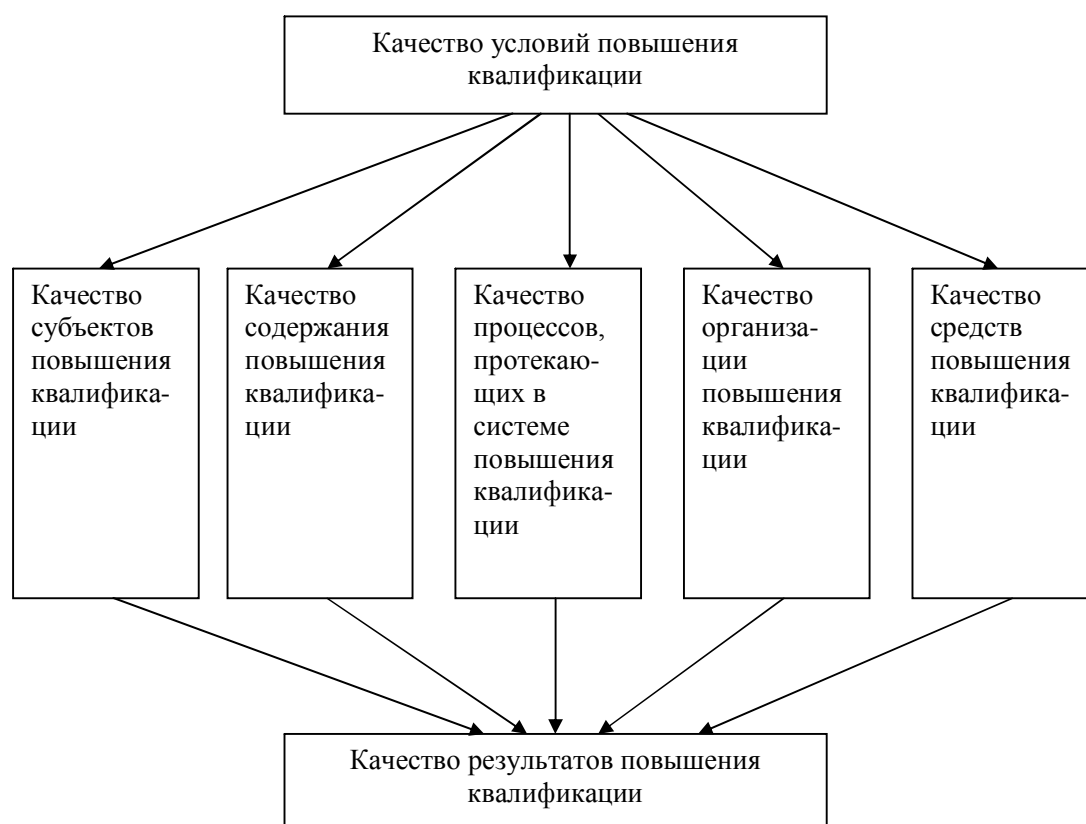 Качество условий повышения
квалификации
Качество
субъектов
повышения
квалифика-
ции
Качество
содержания
повышения
квалифика-
ции
Качество
процессов,
протекаю-
щих в
системе
повышения
квалифика-
ции
Качество
организа-
ции
повышения
квалифика-
ции
Качество
средств
повышения
квалифика-
ции
Качество результатов повышения
квалификации